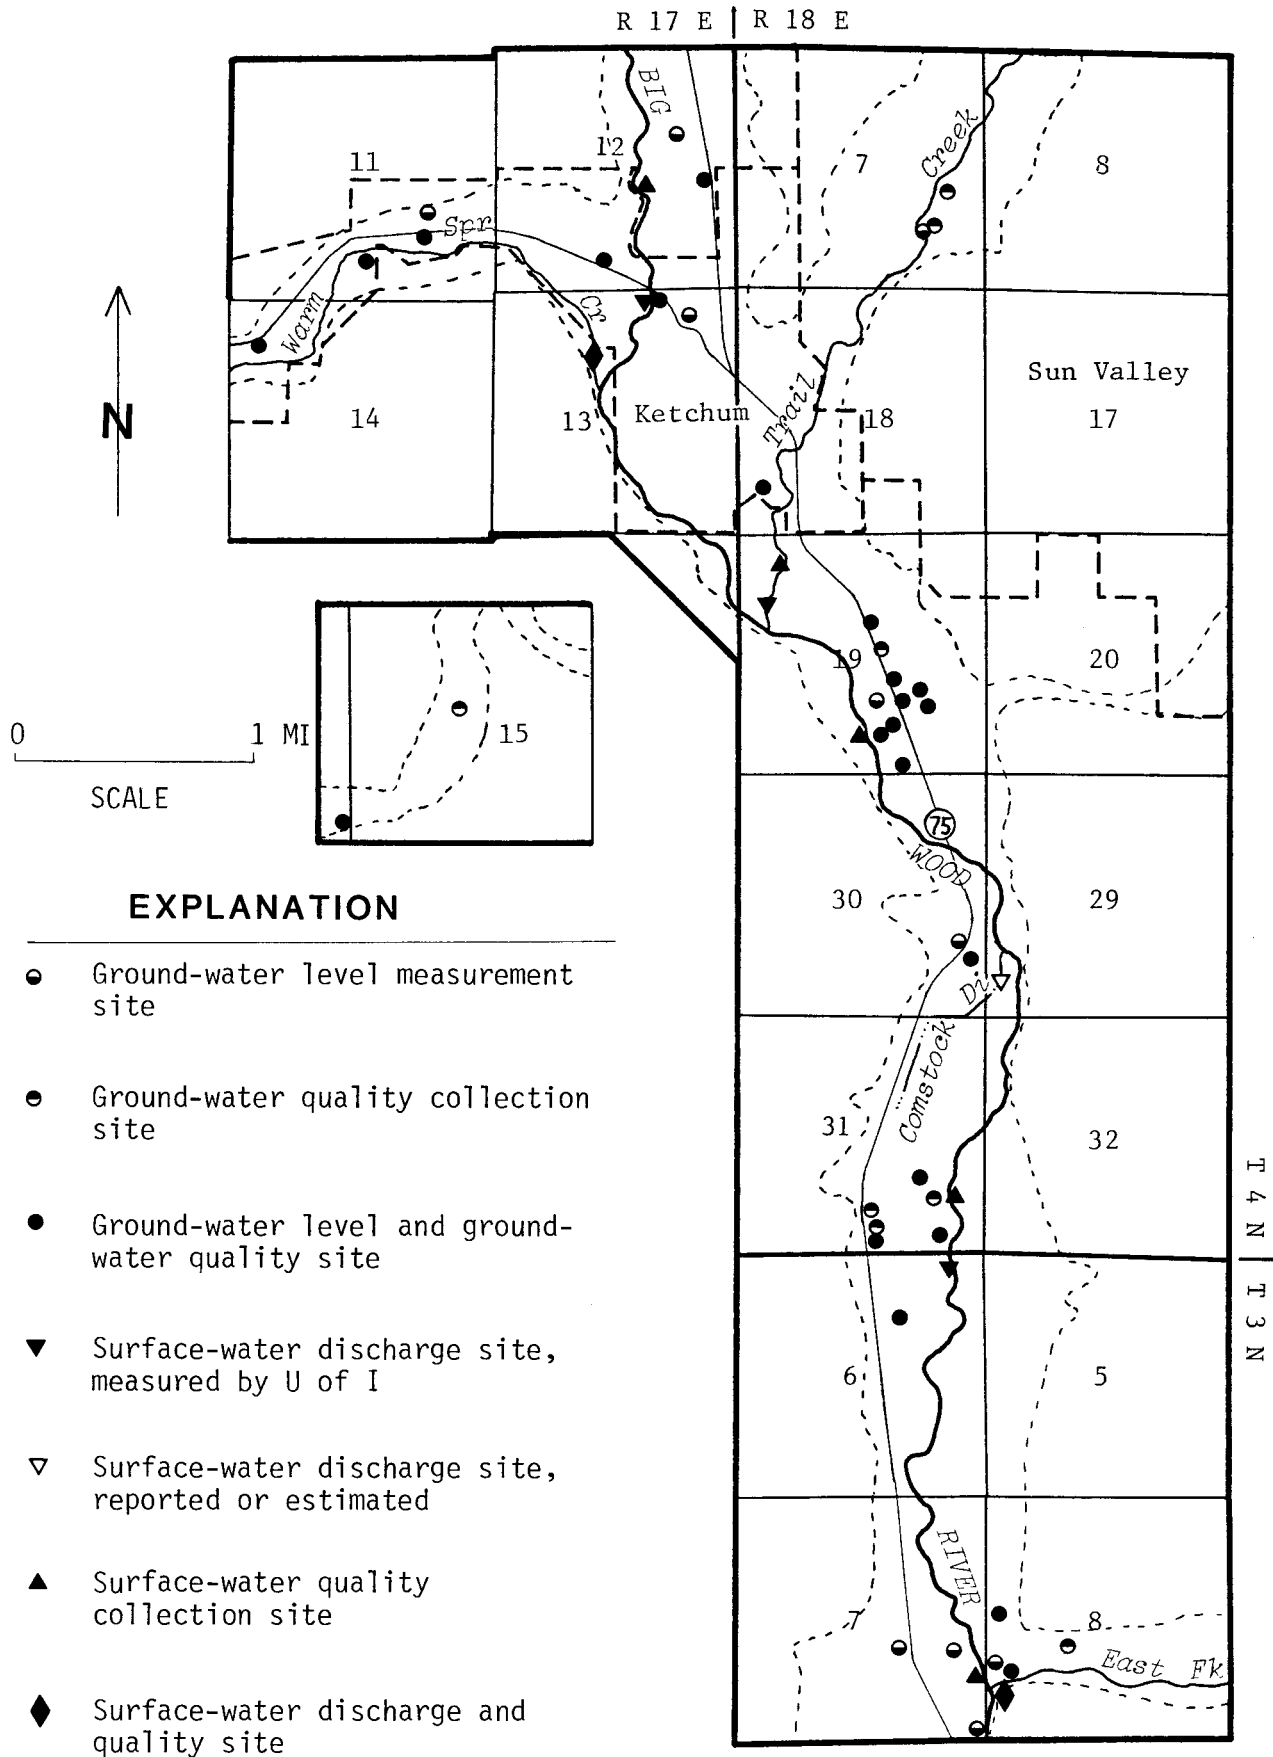 R 17 E R 18 E
BIG
12
11
7
Creek
8
Spr
Warm
Cr
Trail
Sun Valley
N
14
13
Ketchum
18
17
19
20
15
0 1 MI
SCALE
75
WOOD
30
29
Di.
Comstock
31
32
T 4 N
T 3 N
6
5
RIVER
7
8
East Fk
EXPLANATION
Ground-water level measurement
site
Ground-water quality collection
site
Ground-water level and ground-
water quality site
Surface-water discharge site,
measured by U of I
Surface-water discharge site,
reported or estimated
Surface-water quality
collection site
Surface-water discharge and
quality site